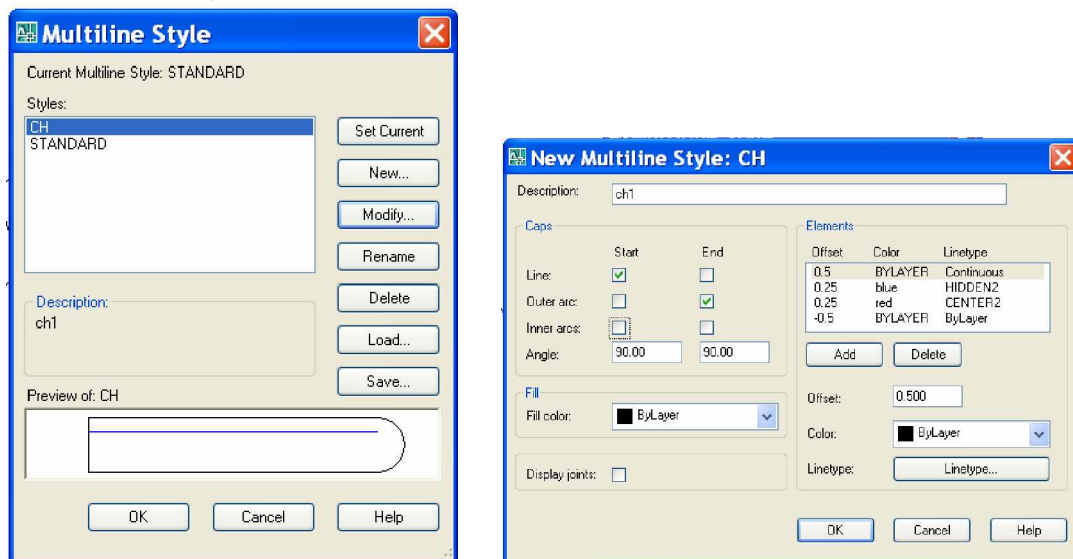 Multiline Style
Current Multiline Style: STANDARD
Styles:
CH
STANDARD
Set Current
New...
Modify...
Rename
Delete
Load...
Save...
Description:
ch1
Preview of: CH
OK Cancel Help
New Multiline Style: CH
Description: ch1
Caps
Start End
Line:
Outer arc:
Inner arcs:
Angle: 90.00 90.00
Fill
Fill color: ByLayer
Display joints:
Elements
Offset Color Linetype
0.5 BYLAYER Continuous
0.25 blue HIDDEN2
0.25 red CENTER2
-0.5 BYLAYER ByLayer
Add Delete
Offset: 0.500
Color: ByLayer
Linetype: Linetype...
OK Cancel Help